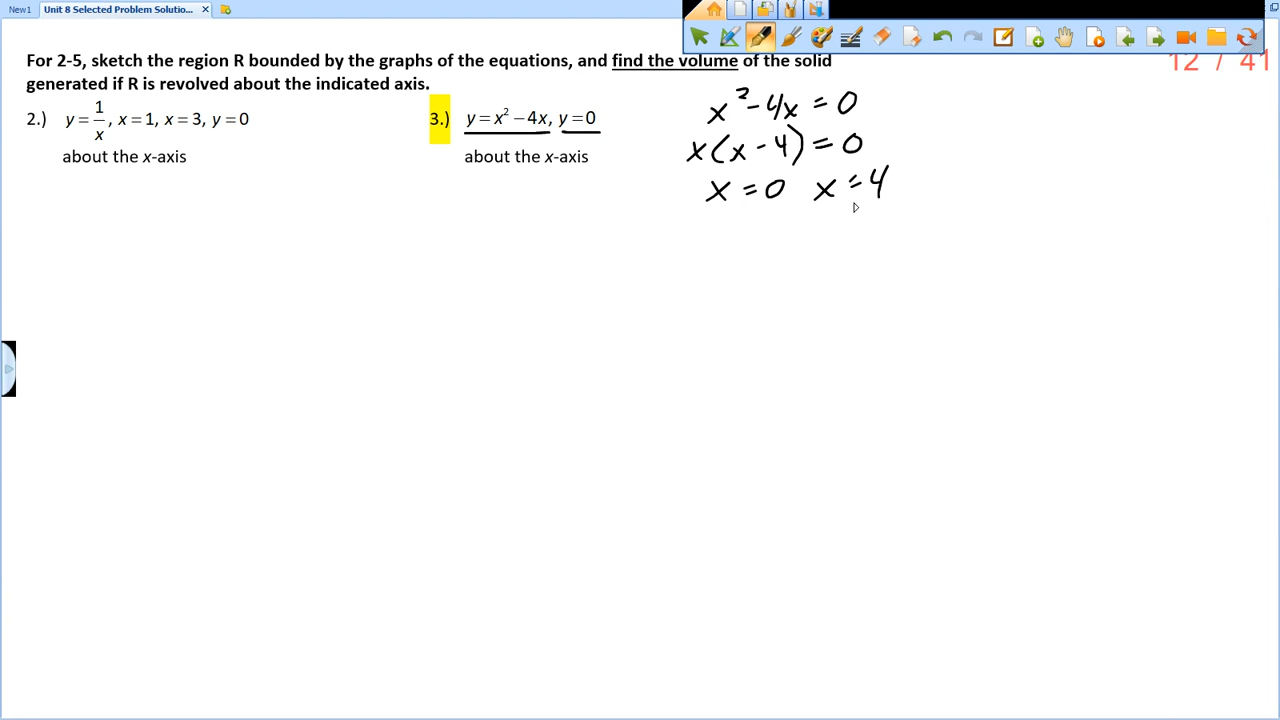 New1
Unit 8 Selected Problem Solutio...
12 / 41
For 2-5, sketch the region R bounded by the graphs of the equations, and find the volume of the solid
generated if R is revolved about the indicated axis.
2.) y = 1/x, x = 1, x = 3, y = 0
about the x-axis
3.) y = x² − 4x, y = 0
about the x-axis
x² - 4x = 0
x(x - 4) = 0
x = 0 x = 4